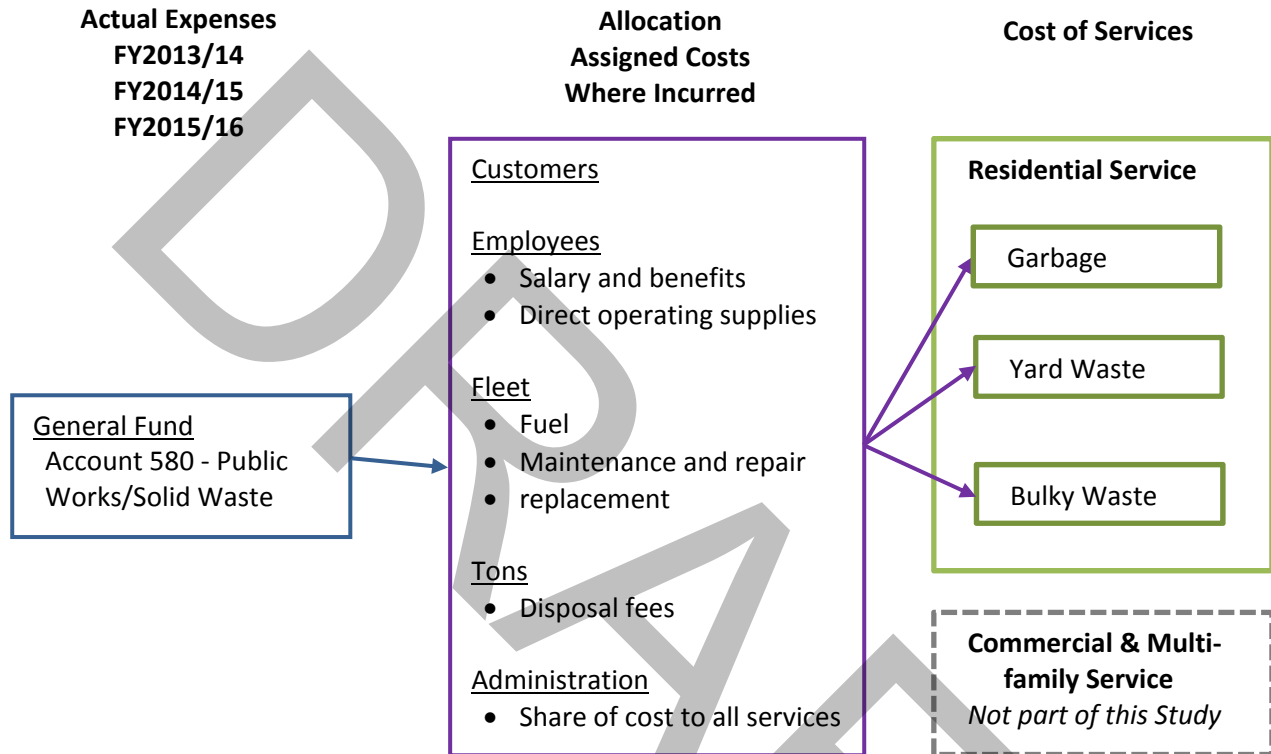 Actual Expenses
FY2013/14
FY2014/15
FY2015/16
Allocation
Assigned Costs
Where Incurred
Cost of Services
General Fund
Account 580 - Public
Works/Solid Waste
Customers
Employees
• Salary and benefits
• Direct operating supplies
Fleet
• Fuel
• Maintenance and repair
• replacement
Tons
• Disposal fees
Administration
• Share of cost to all services
Residential Service
Garbage
Yard Waste
Bulky Waste
Commercial & Multi-
family Service
Not part of this Study
DRAF